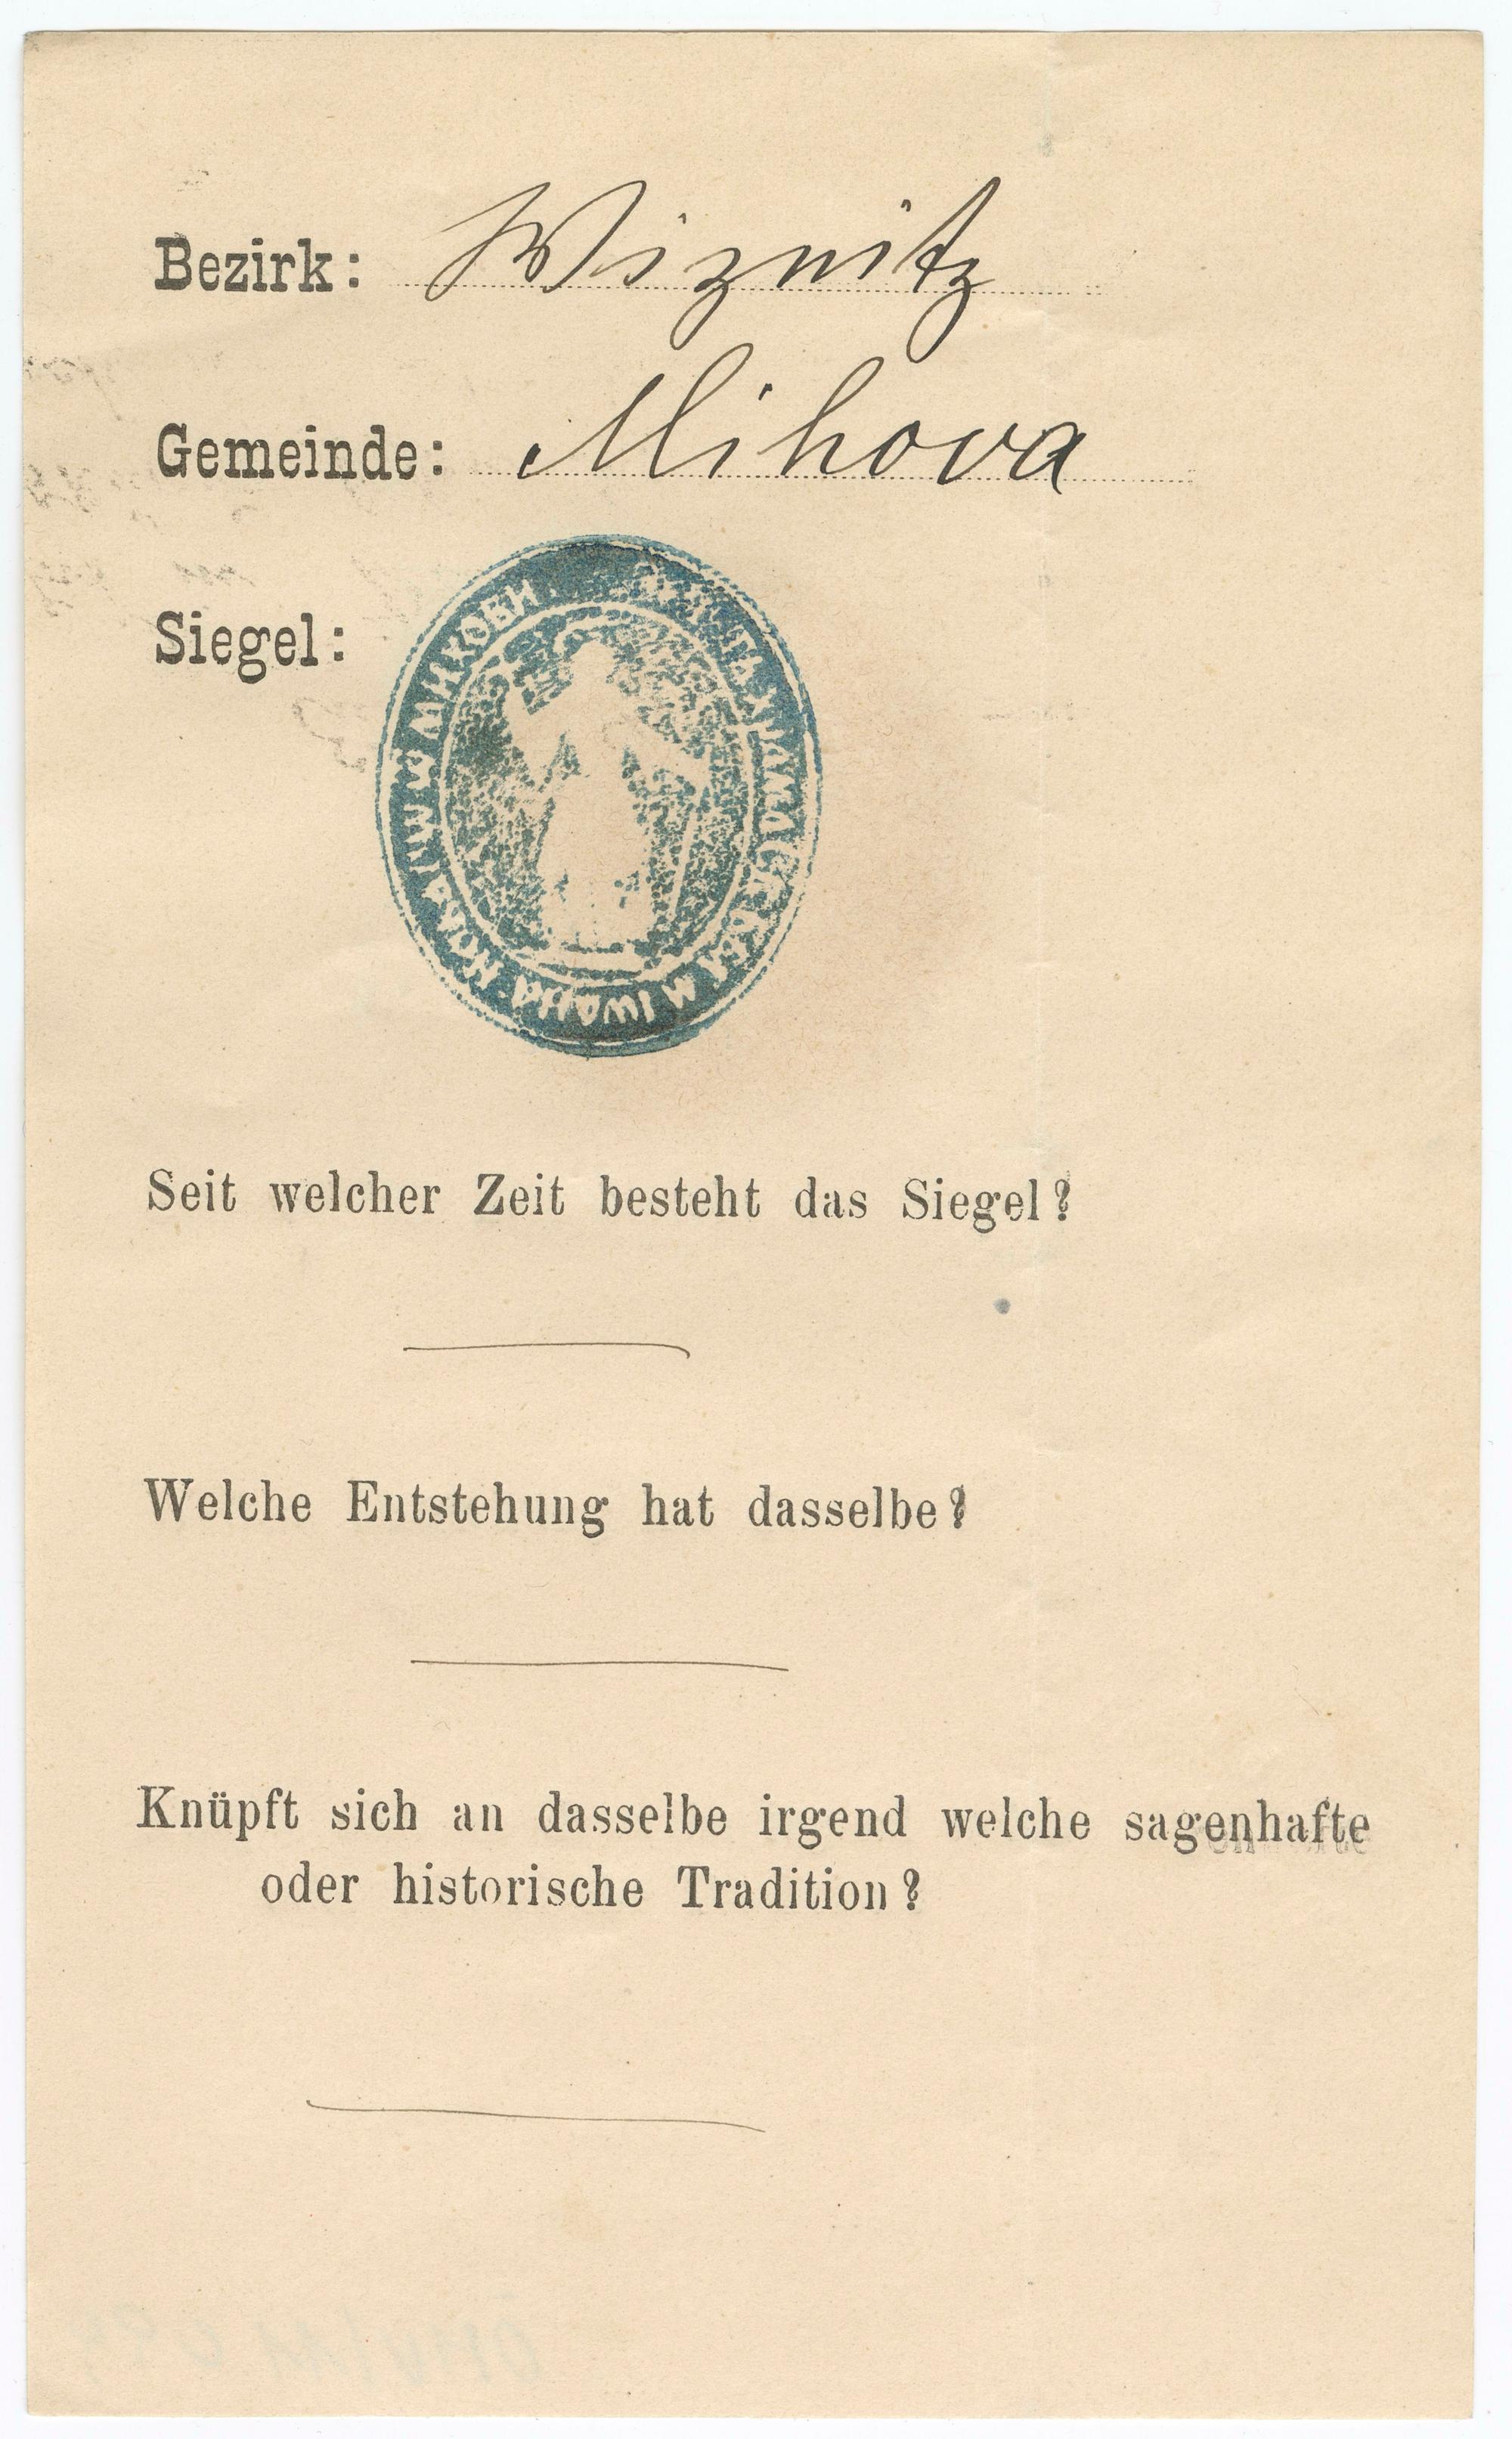 Bezirk: Wiznitz
Gemeinde: Mihova
Siegel:
Seit welcher Zeit besteht das Siegel?
Welche Entstehung hat dasselbe?
Knüpft sich an dasselbe irgend welche sagenhafte
oder historische Tradition?